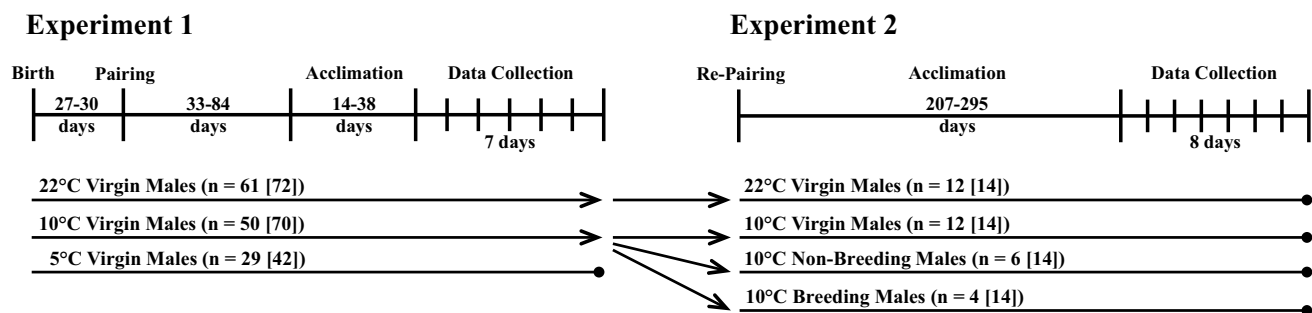 Experiment 1
Birth Pairing Acclimation Data Collection
27-30 33-84 14-38
days days days 7 days
22°C Virgin Males (n = 61 [72])
10°C Virgin Males (n = 50 [70])
5°C Virgin Males (n = 29 [42])
Experiment 2
Re-Pairing Acclimation Data Collection
207-295
days 8 days
22°C Virgin Males (n = 12 [14])
10°C Virgin Males (n = 12 [14])
10°C Non-Breeding Males (n = 6 [14])
10°C Breeding Males (n = 4 [14])